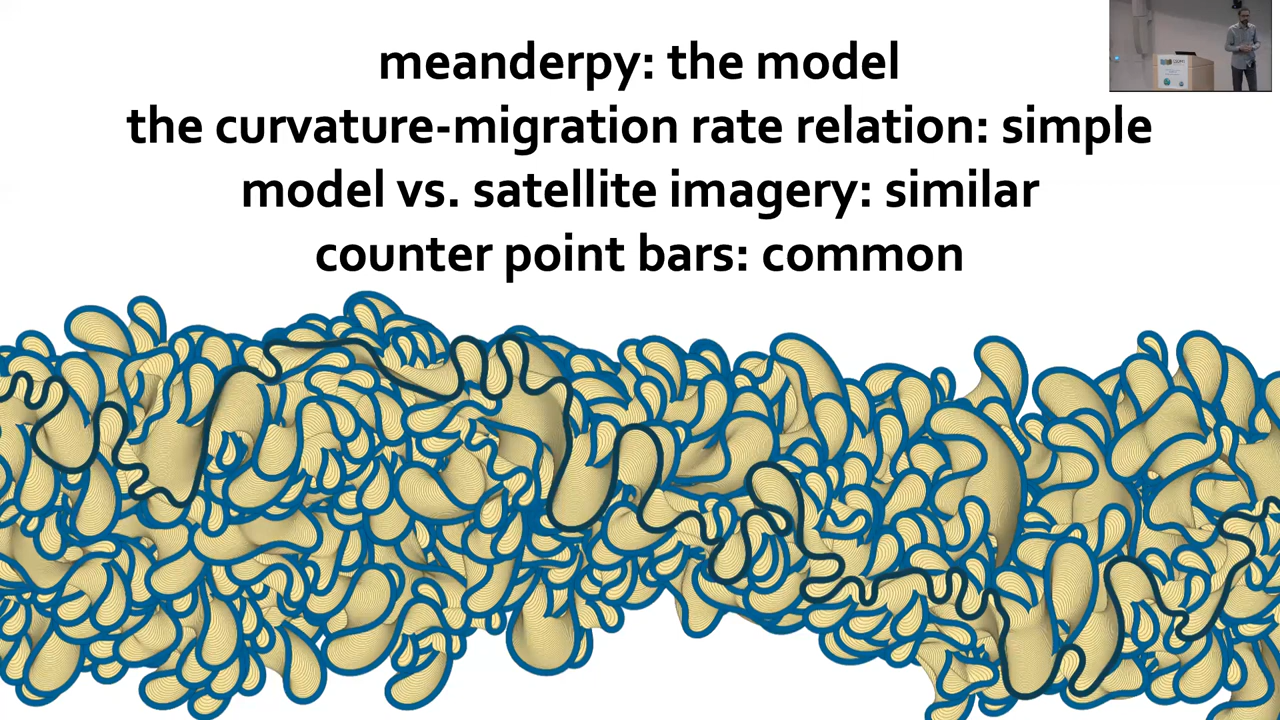 meanderpy: the model
the curvature-migration rate relation: simple
model vs. satellite imagery: similar
counter point bars: common